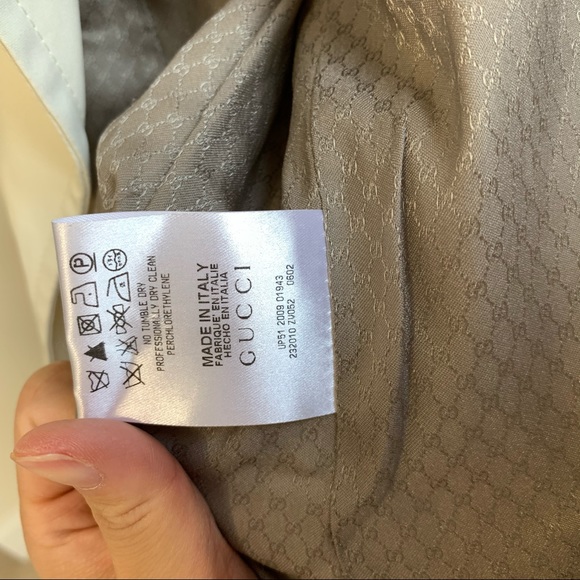 NO TUMBLE DRY
PROFESSIONALLY DRY CLEAN
PERCHLORETHYLENE
MADE IN ITALY
FABRIQUE' EN ITALIE
HECHO EN ITALIA
GUCCI
UP51 2009 01943
232010 ZV052 0602
P